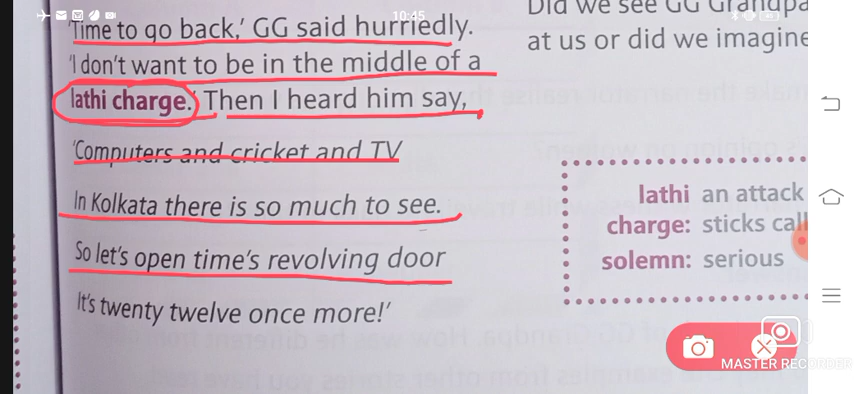 10:45
'Time to go back,' GG said hurriedly.
'I don't want to be in the middle of a
lathi charge.' Then I heard him say,
'Computers and cricket and TV
In Kolkata there is so much to see.
So let's open time's revolving door
It's twenty twelve once more!'
Did we see GG Grandpa
at us or did we imagine
lathi an attack
charge: sticks call
solemn: serious
MASTER RECORDER